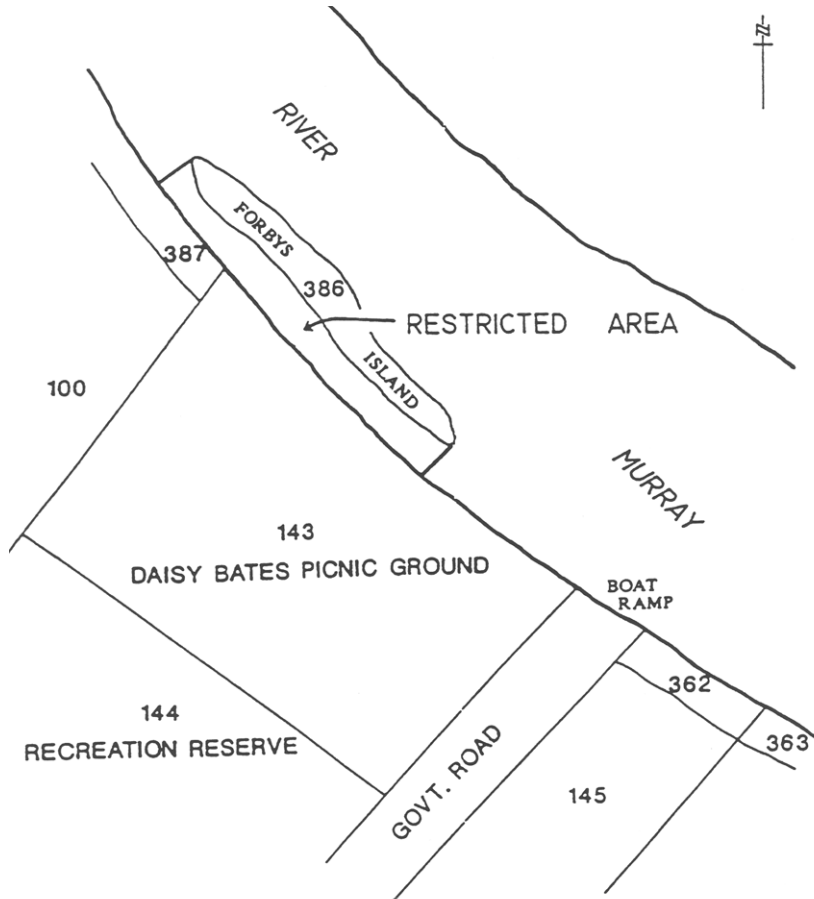 N
RIVER
FORBYS
387
386
RESTRICTED AREA
ISLAND
100
MURRAY
143
DAISY BATES PICNIC GROUND
BOAT
RAMP
362
144
RECREATION RESERVE
363
GOVT. ROAD
145